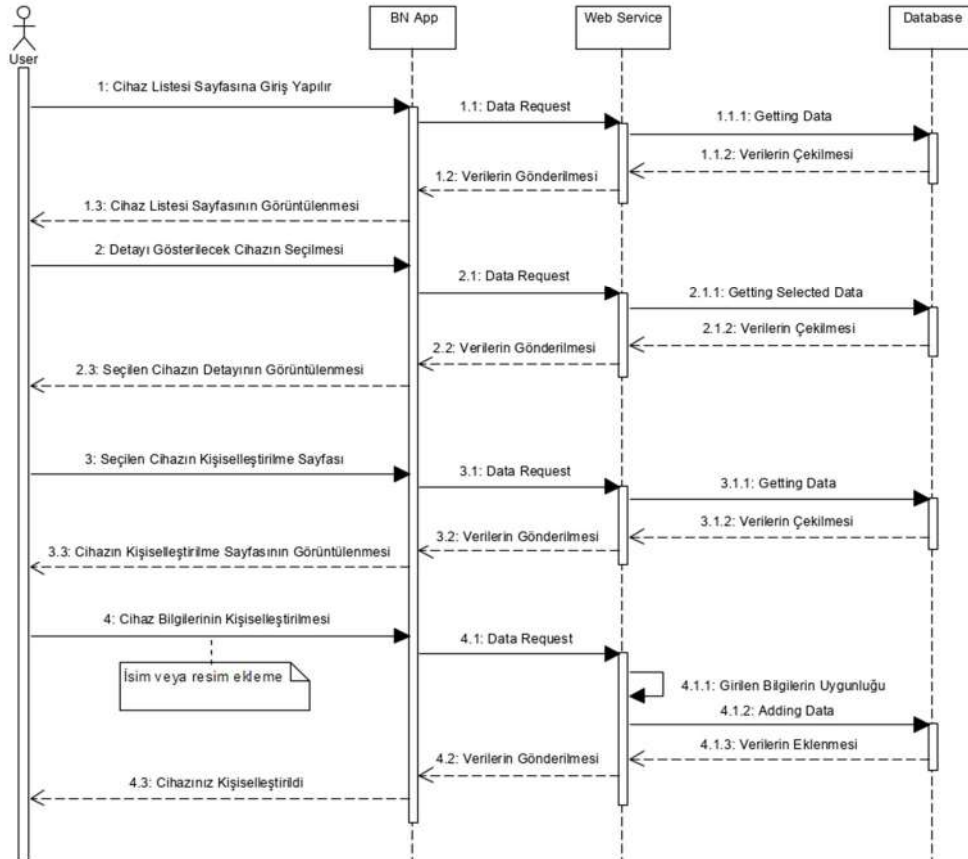 BN App
Web Service
Database
User
1: Cihaz Listesi Sayfasına Giriş Yapılır
1.1: Data Request
1.1.1: Getting Data
1.1.2: Verilerin Çekilmesi
1.2: Verilerin Gönderilmesi
1.3: Cihaz Listesi Sayfasının Görüntülenmesi
2: Detayı Gösterilecek Cihazın Seçilmesi
2.1: Data Request
2.1.1: Getting Selected Data
2.1.2: Verilerin Çekilmesi
2.2: Verilerin Gönderilmesi
2.3: Seçilen Cihazın Detayının Görüntülenmesi
3: Seçilen Cihazın Kişiselleştirilme Sayfası
3.1: Data Request
3.1.1: Getting Data
3.1.2: Verilerin Çekilmesi
3.2: Verilerin Gönderilmesi
3.3: Cihazın Kişiselleştirilme Sayfasının Görüntülenmesi
4: Cihaz Bilgilerinin Kişiselleştirilmesi
4.1: Data Request
İsim veya resim ekleme
4.1.1: Girilen Bilgilerin Uygunluğu
4.1.2: Adding Data
4.1.3: Verilerin Eklenmesi
4.2: Verilerin Gönderilmesi
4.3: Cihazınız Kişiselleştirildi